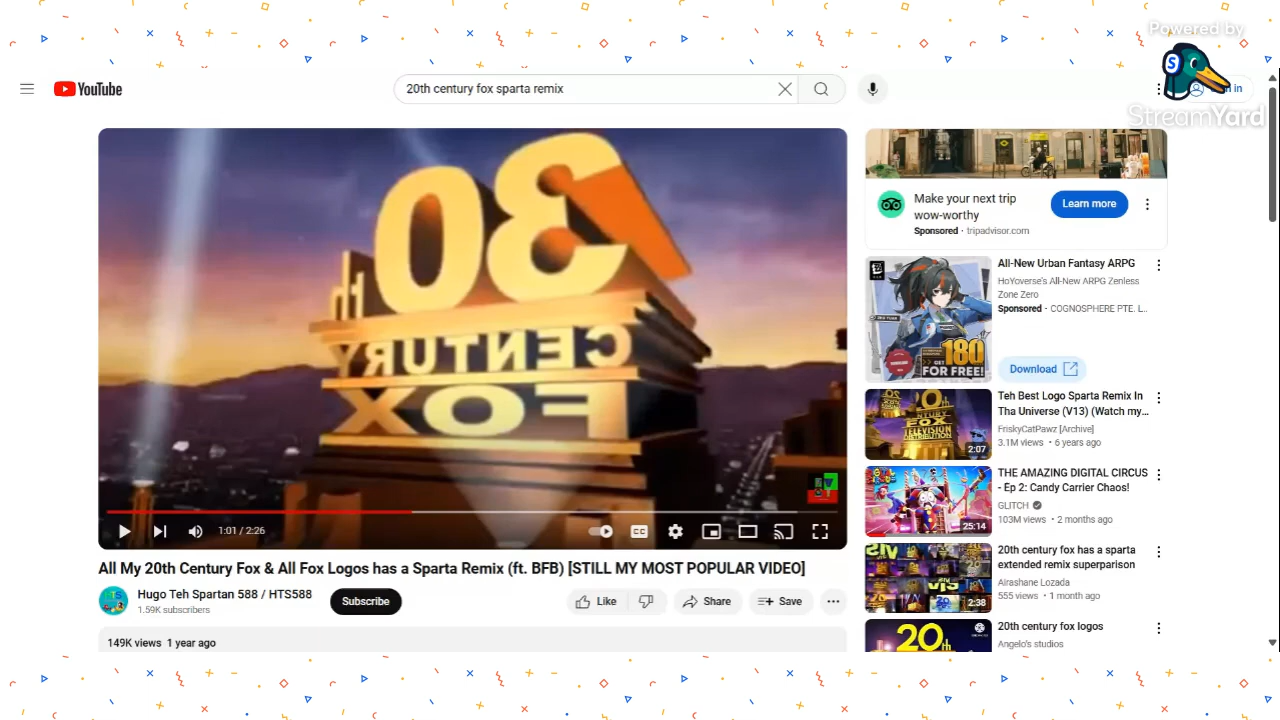 Powered by
StreamYard
YouTube
20th century fox sparta remix
in
30th
CENTURY
FOX
1:01 / 2:26
CC
All My 20th Century Fox & All Fox Logos has a Sparta Remix (ft. BFB) [STILL MY MOST POPULAR VIDEO]
Hugo Teh Spartan 588 / HTS588
1.59K subscribers
Subscribe
Like
Share
Save
149K views 1 year ago
Make your next trip
wow-worthy
Sponsored · tripadvisor.com
Learn more
All-New Urban Fantasy ARPG
HoYoverse's All-New ARPG Zenless
Zone Zero
Sponsored · COGNOSPHERE PTE. L...
180
FOR FREE!
Download
Teh Best Logo Sparta Remix In
Tha Universe (V13) (Watch my...
FriskyCatPawz [Archive]
3.1M views • 6 years ago
2:07
THE AMAZING DIGITAL CIRCUS
- Ep 2: Candy Carrier Chaos!
GLITCH
103M views • 2 months ago
25:14
20th century fox has a sparta
extended remix superparison
Airashane Lozada
555 views • 1 month ago
2:38
20th century fox logos
Angelo's studios
20th